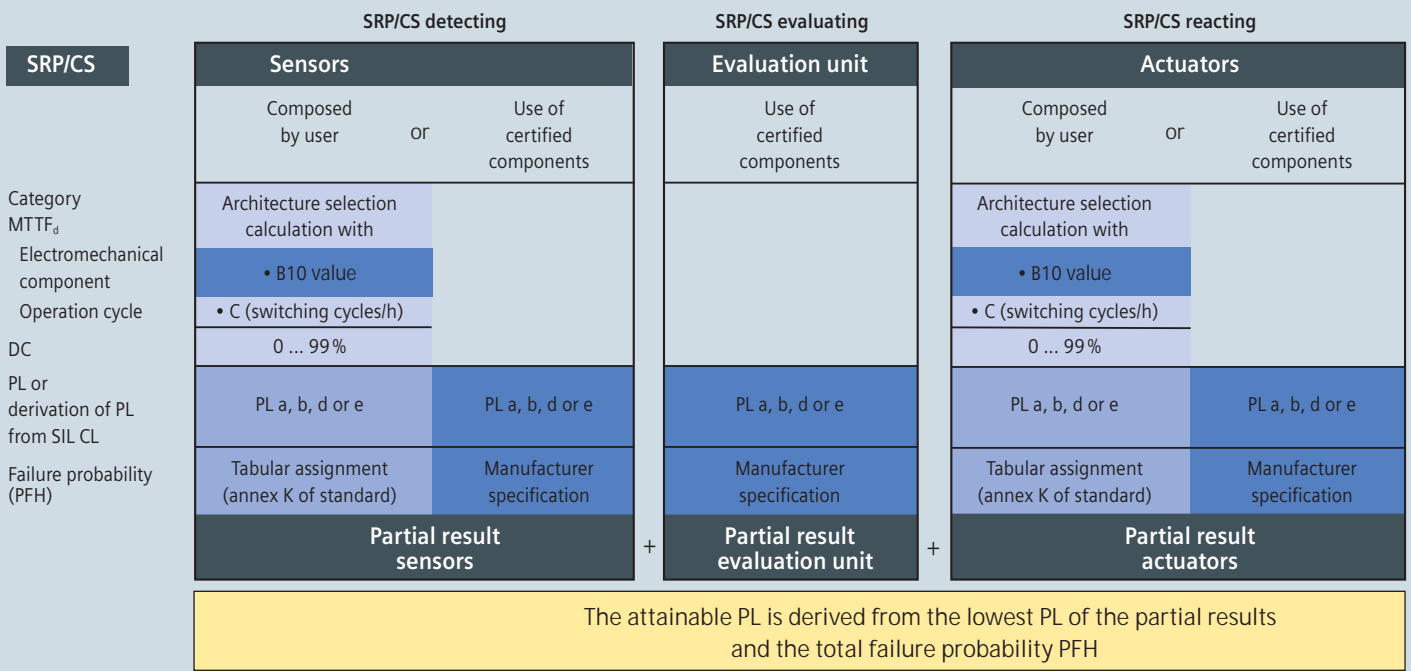 SRP/CS detecting
SRP/CS evaluating
SRP/CS reacting
SRP/CS
Sensors
Evaluation unit
Actuators
Composed
by user
or
Use of
certified
components
Use of
certified
components
Composed
by user
or
Use of
certified
components
Category
MTTFd
Electromechanical
component
Operation cycle
DC
PL or
derivation of PL
from SIL CL
Failure probability
(PFH)
Architecture selection
calculation with
• B10 value
• C (switching cycles/h)
0 ... 99 %
PL a, b, d or e
Tabular assignment
(annex K of standard)
PL a, b, d or e
Manufacturer
specification
Partial result
sensors
+
PL a, b, d or e
Manufacturer
specification
Partial result
evaluation unit
+
Architecture selection
calculation with
• B10 value
• C (switching cycles/h)
0 ... 99 %
PL a, b, d or e
Tabular assignment
(annex K of standard)
PL a, b, d or e
Manufacturer
specification
Partial result
actuators
The attainable PL is derived from the lowest PL of the partial results
and the total failure probability PFH